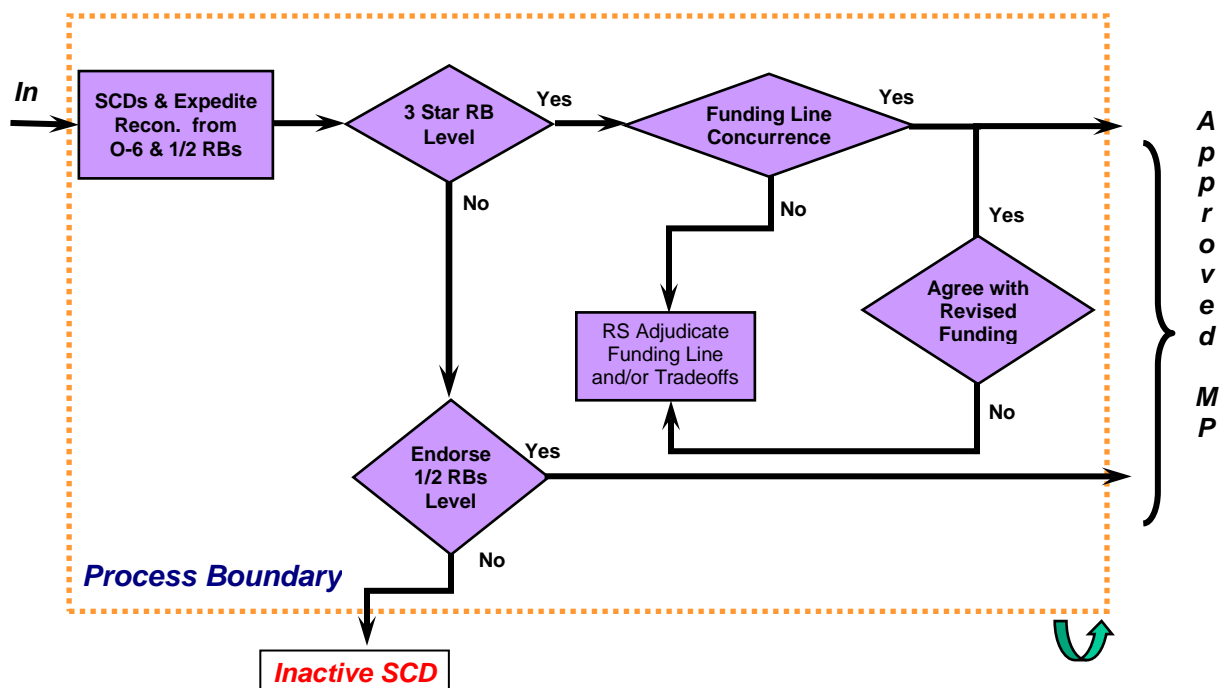 In
SCDs & Expedite
Recon. from
O-6 & 1/2 RBs
3 Star RB
Level
Yes
No
Funding Line
Concurrence
Yes
No
Yes
Agree with
Revised
Funding
No
RS Adjudicate
Funding Line
and/or Tradeoffs
Endorse
1/2 RBs
Level
Yes
No
Approved MP
Process Boundary
Inactive SCD